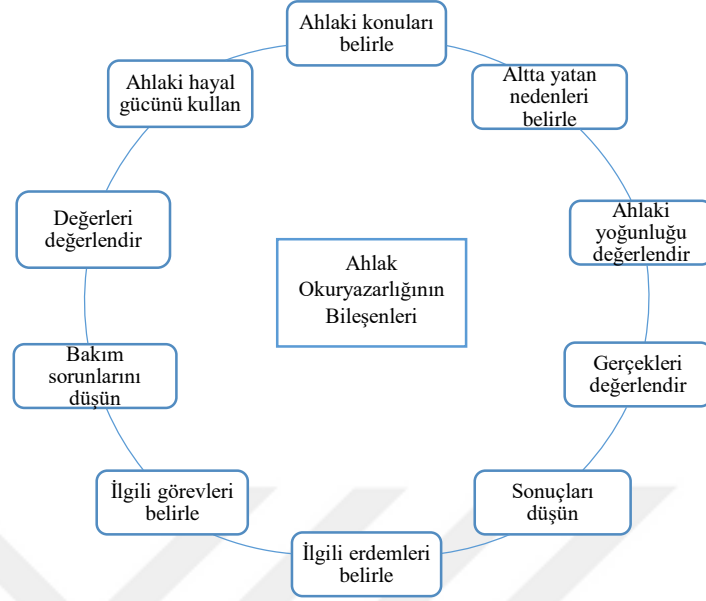 Ahlaki konuları
belirle
Altta yatan
nedenleri
belirle
Ahlaki
yoğunluğu
değerlendir
Gerçekleri
değerlendir
Sonuçları
düşün
İlgili erdemleri
belirle
İlgili görevleri
belirle
Bakım
sorunlarını
düşün
Değerleri
değerlendir
Ahlaki hayal
gücünü kullan
Ahlak
Okuryazarlığının
Bileşenleri